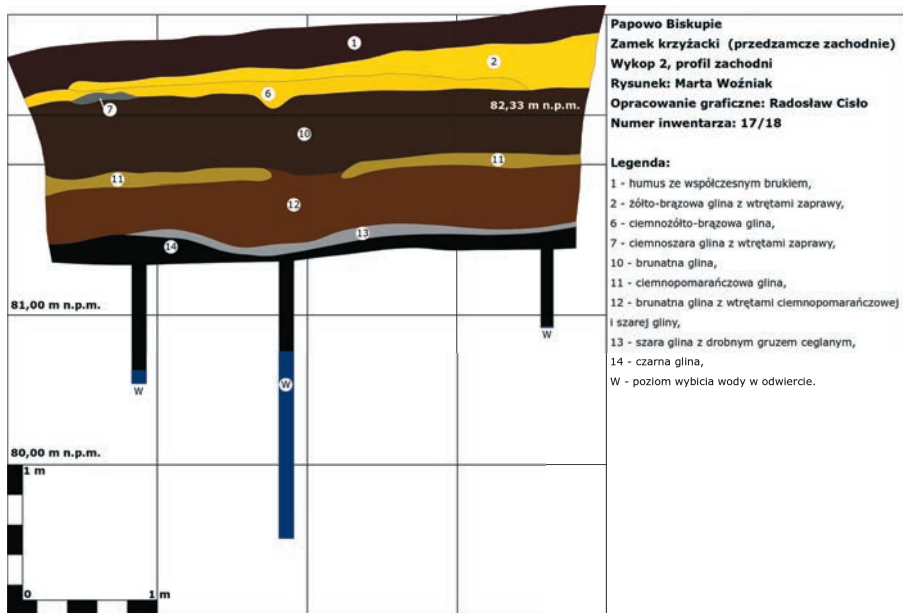 Papowo Biskupie
Zamek krzyżacki (przedzamcze zachodnie)
Wykop 2, profil zachodni
Rysunek: Marta Woźniak
Opracowanie graficzne: Radosław Cisło
Numer inwentarza: 17/18
Legenda:
1 - humus ze współczesnym brukiem,
2 - żółto-brązowa glina z wtrętami zaprawy,
6 - ciemnożółto-brązowa glina,
7 - ciemnoszara glina z wtrętami zaprawy,
10 - brunatna glina,
11 - ciemnopomarańczowa glina,
12 - brunatna glina z wtrętami ciemnopomarańczowej
i szarej gliny,
13 - szara glina z drobnym gruzem ceglanym,
14 - czarna glina,
W - poziom wybicia wody w odwiercie.
1
2
6
7
82,33 m n.p.m.
10
11
11
12
13
14
81,00 m n.p.m.
W
W
W
80,00 m n.p.m.
1 m
0
1 m